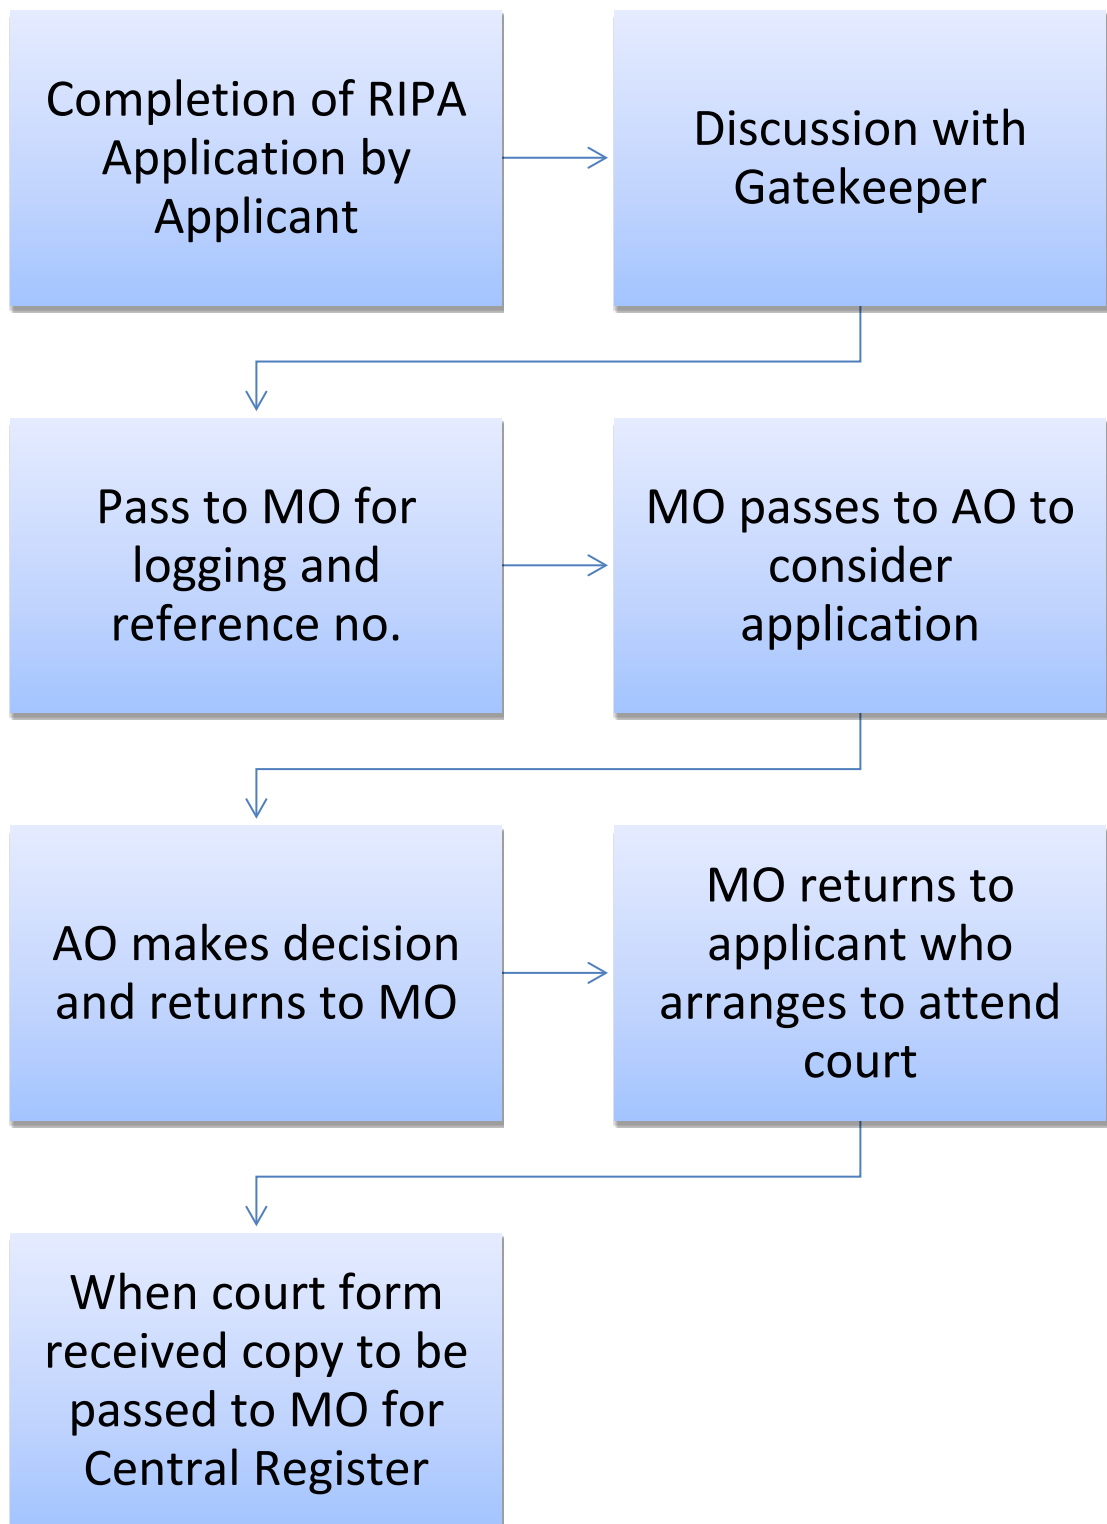 Completion of RIPA
Application by
Applicant
Discussion with
Gatekeeper
Pass to MO for
logging and
reference no.
MO passes to AO to
consider
application
AO makes decision
and returns to MO
MO returns to
applicant who
arranges to attend
court
When court form
received copy to be
passed to MO for
Central Register